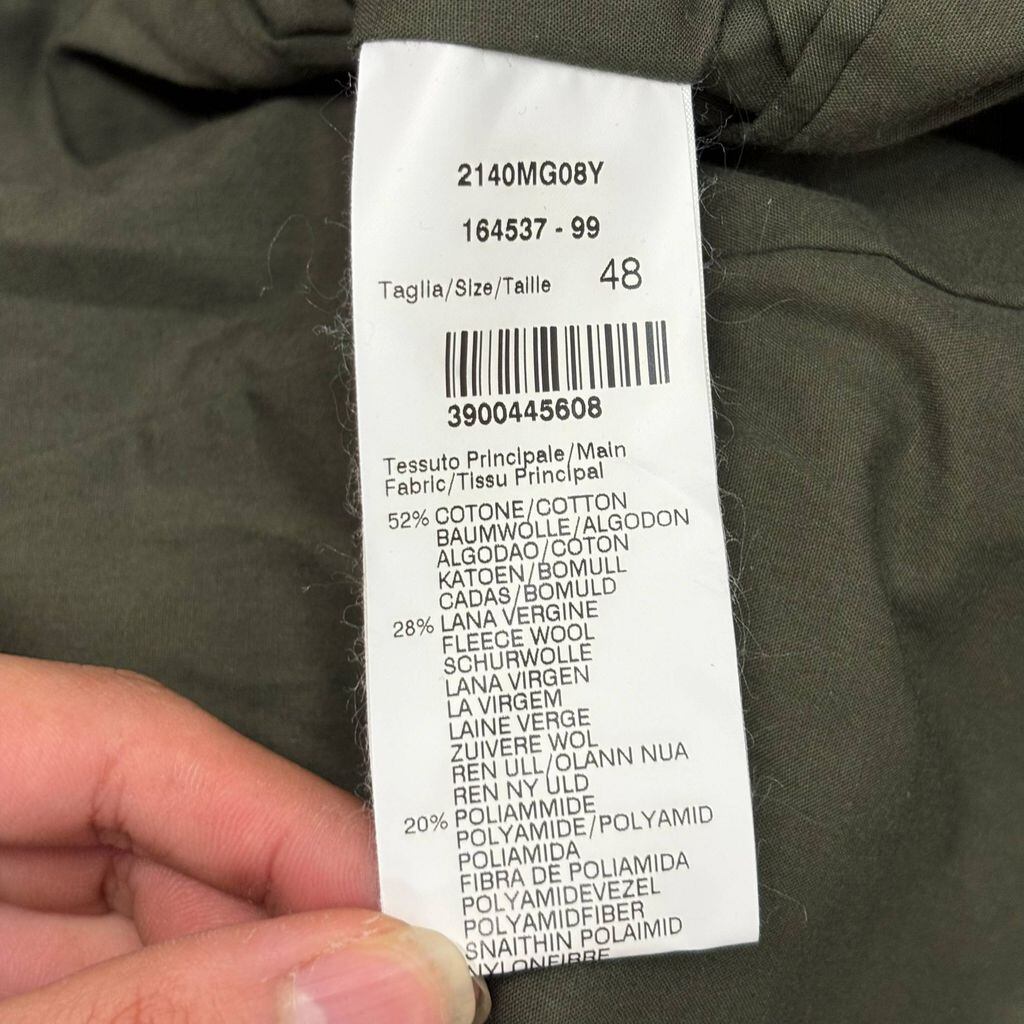 2140MG08Y
164537 - 99
Taglia/Size/Taille 48
3900445608
Tessuto Principale/Main
Fabric/Tissu Principal
52% COTONE/COTTON
BAUMWOLLE/ALGODON
ALGODAO/COTON
KATOEN/BOMULL
CADAS/BOMULD
28% LANA VERGINE
FLEECE WOOL
SCHURWOLLE
LANA VIRGEN
LA VIRGEM
LAINE VERGE
ZUIVERE WOL
REN ULL/OLANN NUA
REN NY ULD
20% POLIAMMIDE
POLYAMIDE/POLYAMID
POLIAMIDA
FIBRA DE POLIAMIDA
POLYAMIDEVEZEL
POLYAMIDFIBER
SNAITHIN POLAIMID
NYLONFIBRE